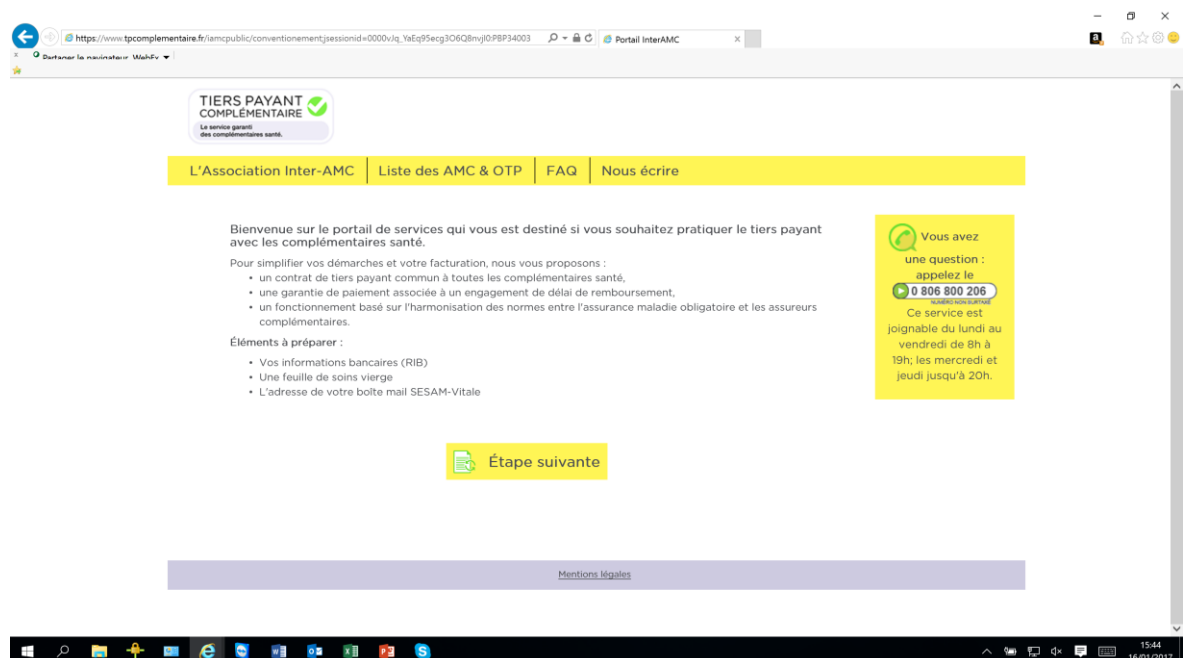 https://www.tpcomplementaire.fr/iamcpublic/conventionement;jsessionid=0000vJq_YaEq95ecg3O6Q8nvjI0:PBP34003
Portail InterAMC
Partager le navigateur WebEx
TIERS PAYANT
COMPLÉMENTAIRE
Le service garanti
des complémentaires santé.
L'Association Inter-AMC
Liste des AMC & OTP
FAQ
Nous écrire
Bienvenue sur le portail de services qui vous est destiné si vous souhaitez pratiquer le tiers payant
avec les complémentaires santé.
Pour simplifier vos démarches et votre facturation, nous vous proposons :
• un contrat de tiers payant commun à toutes les complémentaires santé,
• une garantie de paiement associée à un engagement de délai de remboursement,
• un fonctionnement basé sur l'harmonisation des normes entre l'assurance maladie obligatoire et les assureurs
complémentaires.
Éléments à préparer :
• Vos informations bancaires (RIB)
• Une feuille de soins vierge
• L'adresse de votre boîte mail SESAM-Vitale
Vous avez
une question :
appelez le
0 806 800 206
NUMÉRO NON SURTAXÉ
Ce service est
joignable du lundi au
vendredi de 8h à
19h; les mercredi et
jeudi jusqu'à 20h.
Étape suivante
Mentions légales
15:44
16/01/2017